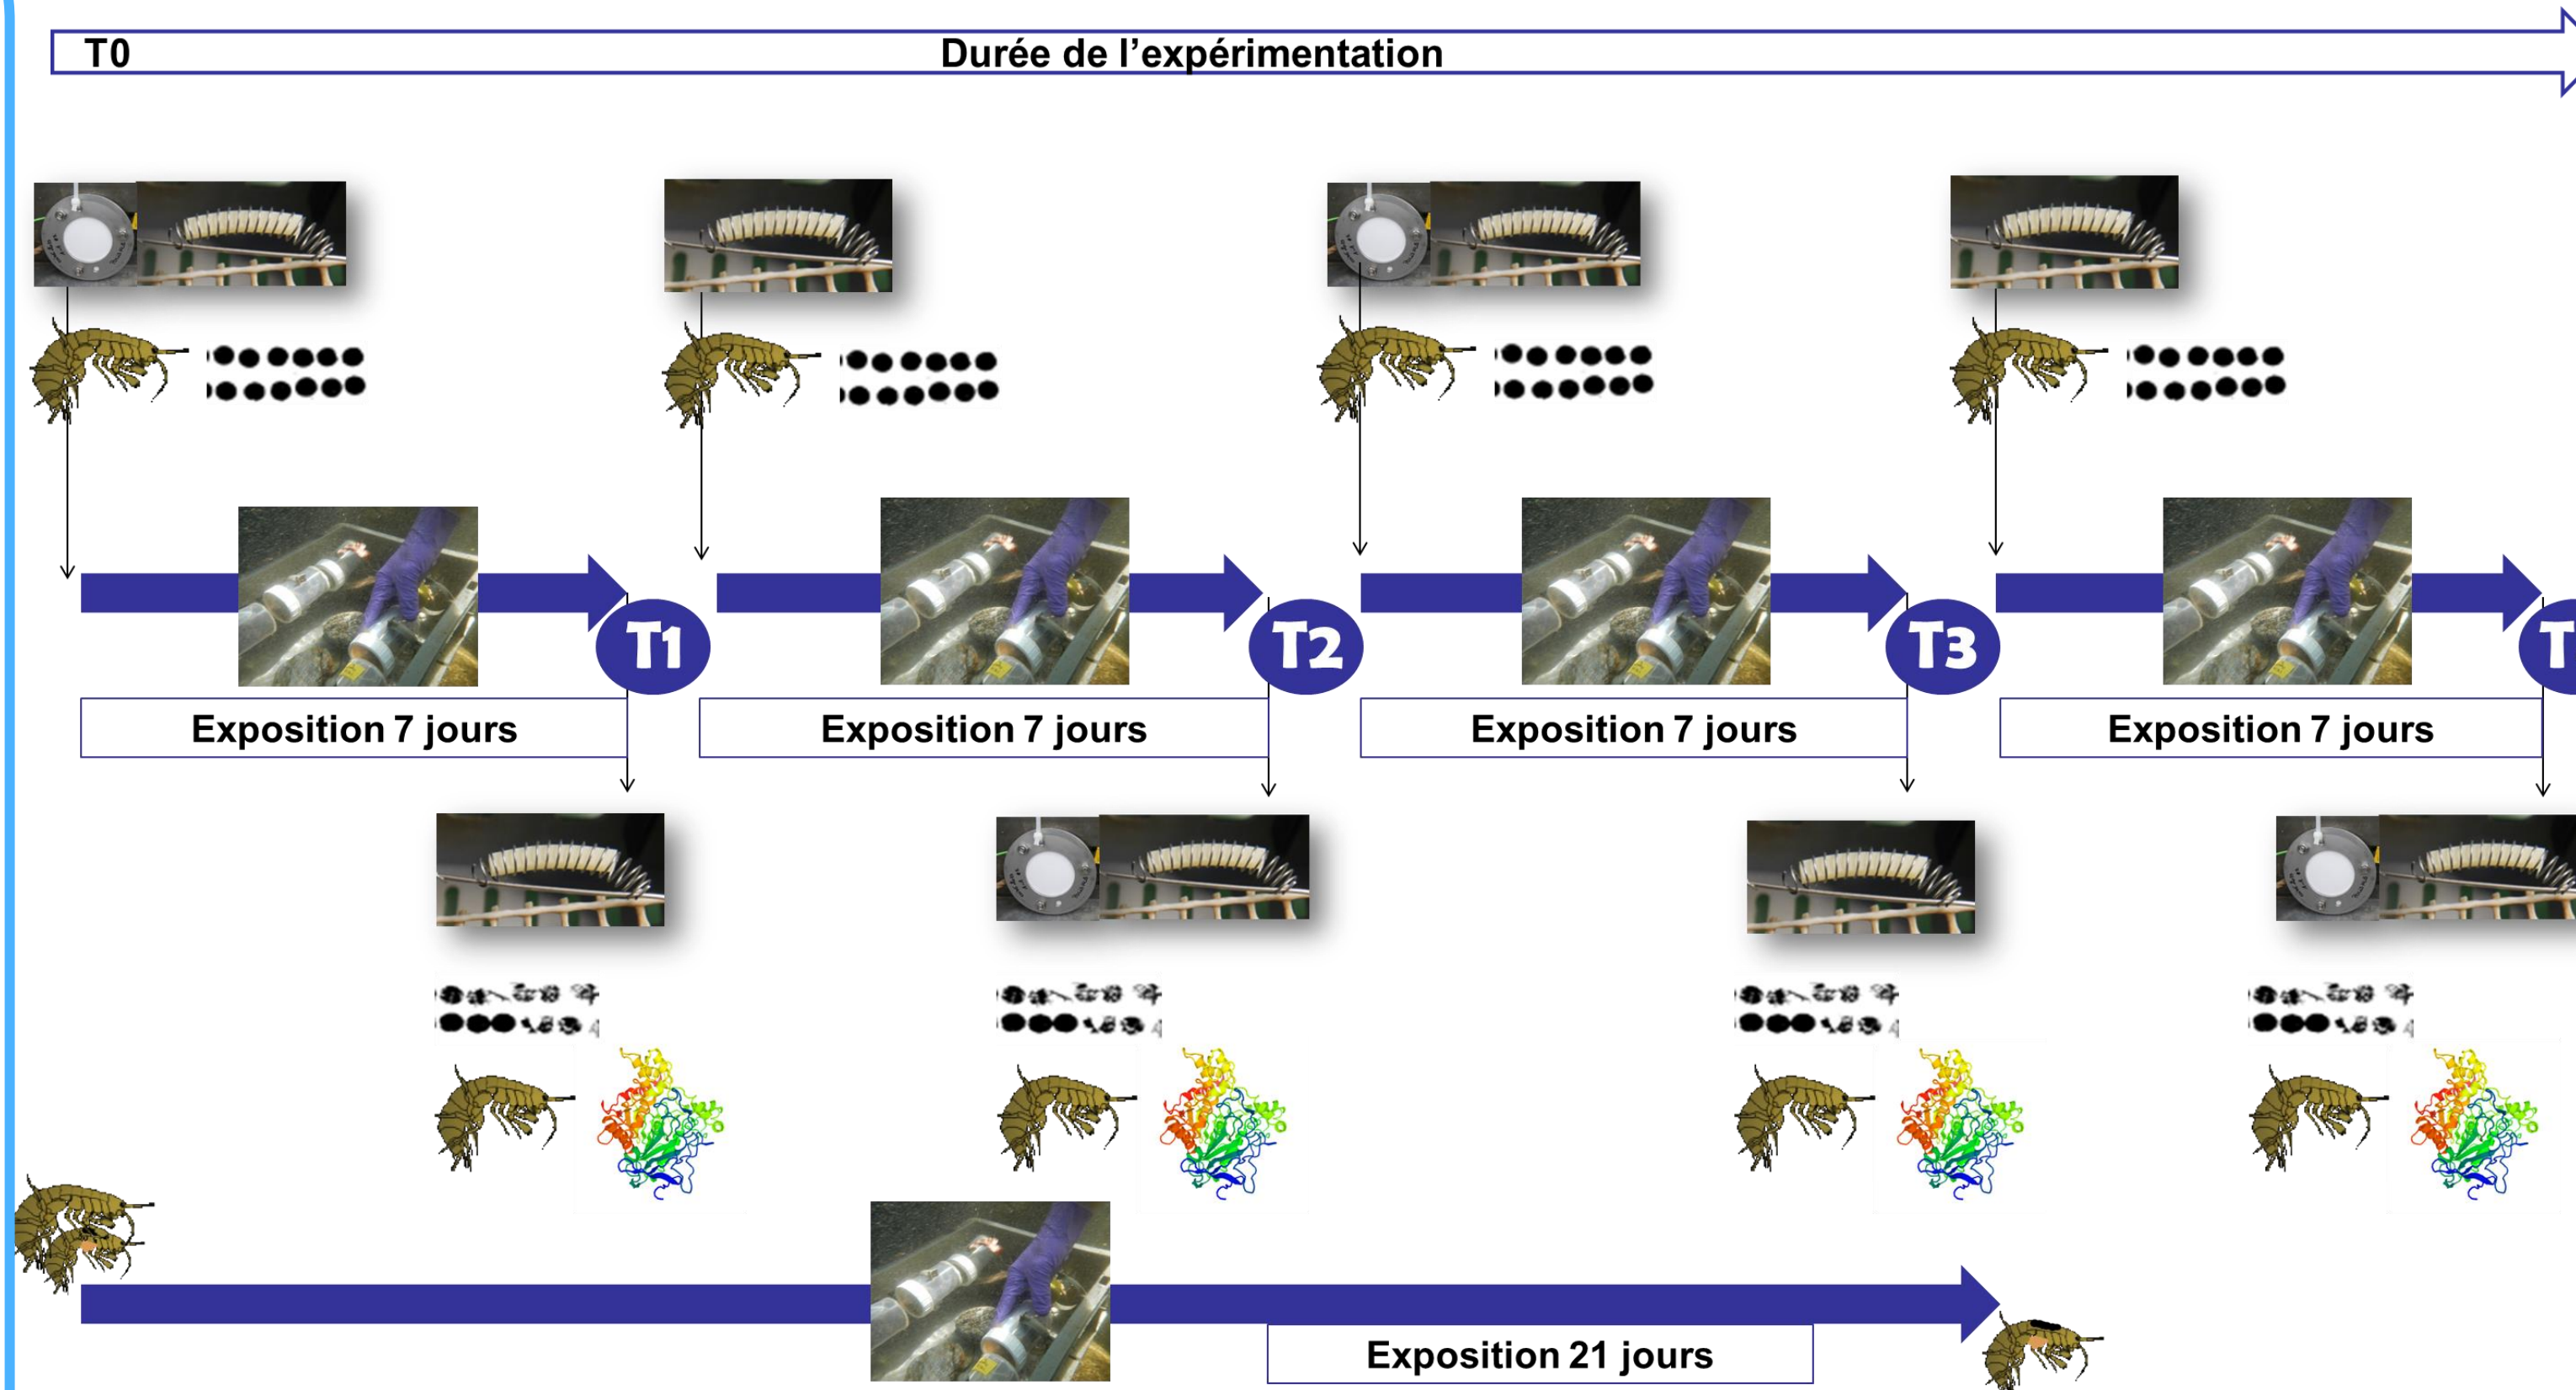 T0
Durée de l'expérimentation
T1
T2
T3
T
Exposition 7 jours
Exposition 7 jours
Exposition 7 jours
Exposition 7 jours
Exposition 21 jours